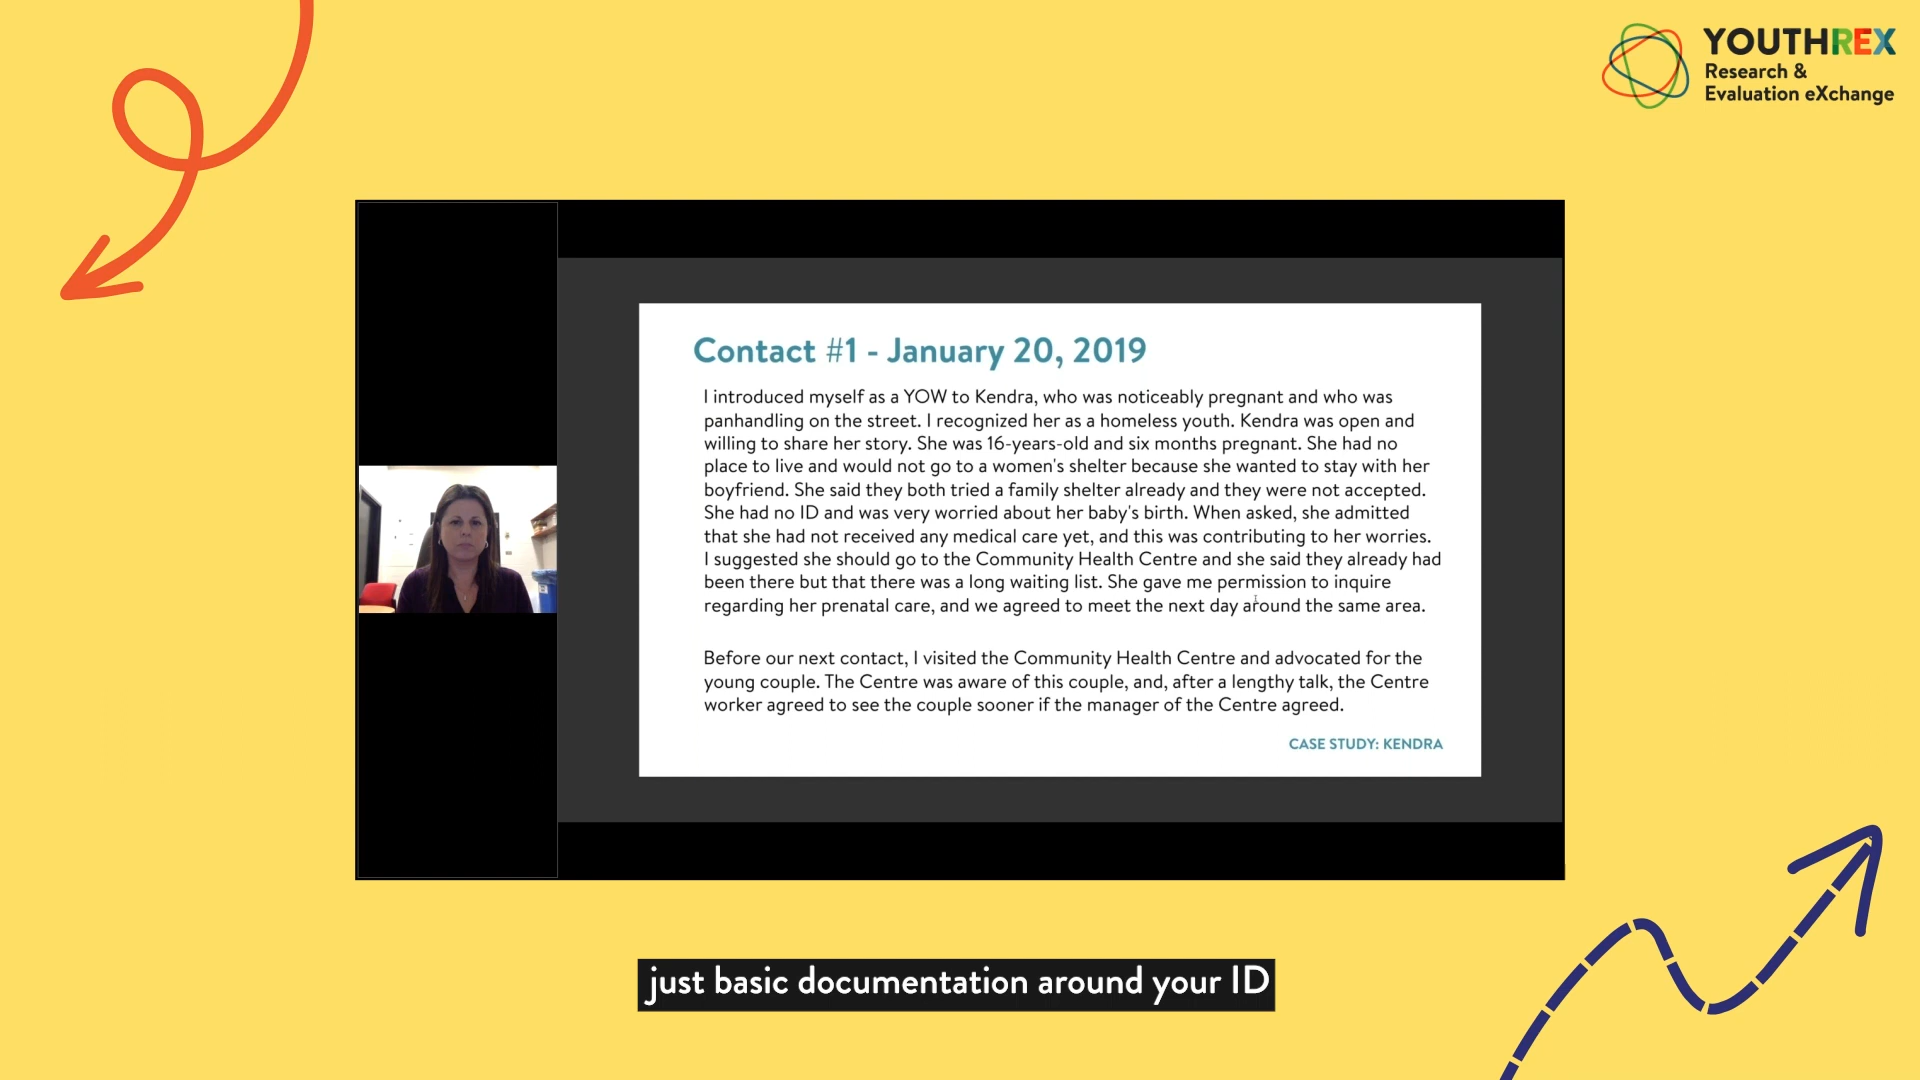 YOUTHREX
Research &
Evaluation eXchange
Contact #1 - January 20, 2019
I introduced myself as a YOW to Kendra, who was noticeably pregnant and who was
panhandling on the street. I recognized her as a homeless youth. Kendra was open and
willing to share her story. She was 16-years-old and six months pregnant. She had no
place to live and would not go to a women's shelter because she wanted to stay with her
boyfriend. She said they both tried a family shelter already and they were not accepted.
She had no ID and was very worried about her baby's birth. When asked, she admitted
that she had not received any medical care yet, and this was contributing to her worries.
I suggested she should go to the Community Health Centre and she said they already had
been there but that there was a long waiting list. She gave me permission to inquire
regarding her prenatal care, and we agreed to meet the next day around the same area.
Before our next contact, I visited the Community Health Centre and advocated for the
young couple. The Centre was aware of this couple, and, after a lengthy talk, the Centre
worker agreed to see the couple sooner if the manager of the Centre agreed.
CASE STUDY: KENDRA
just basic documentation around your ID